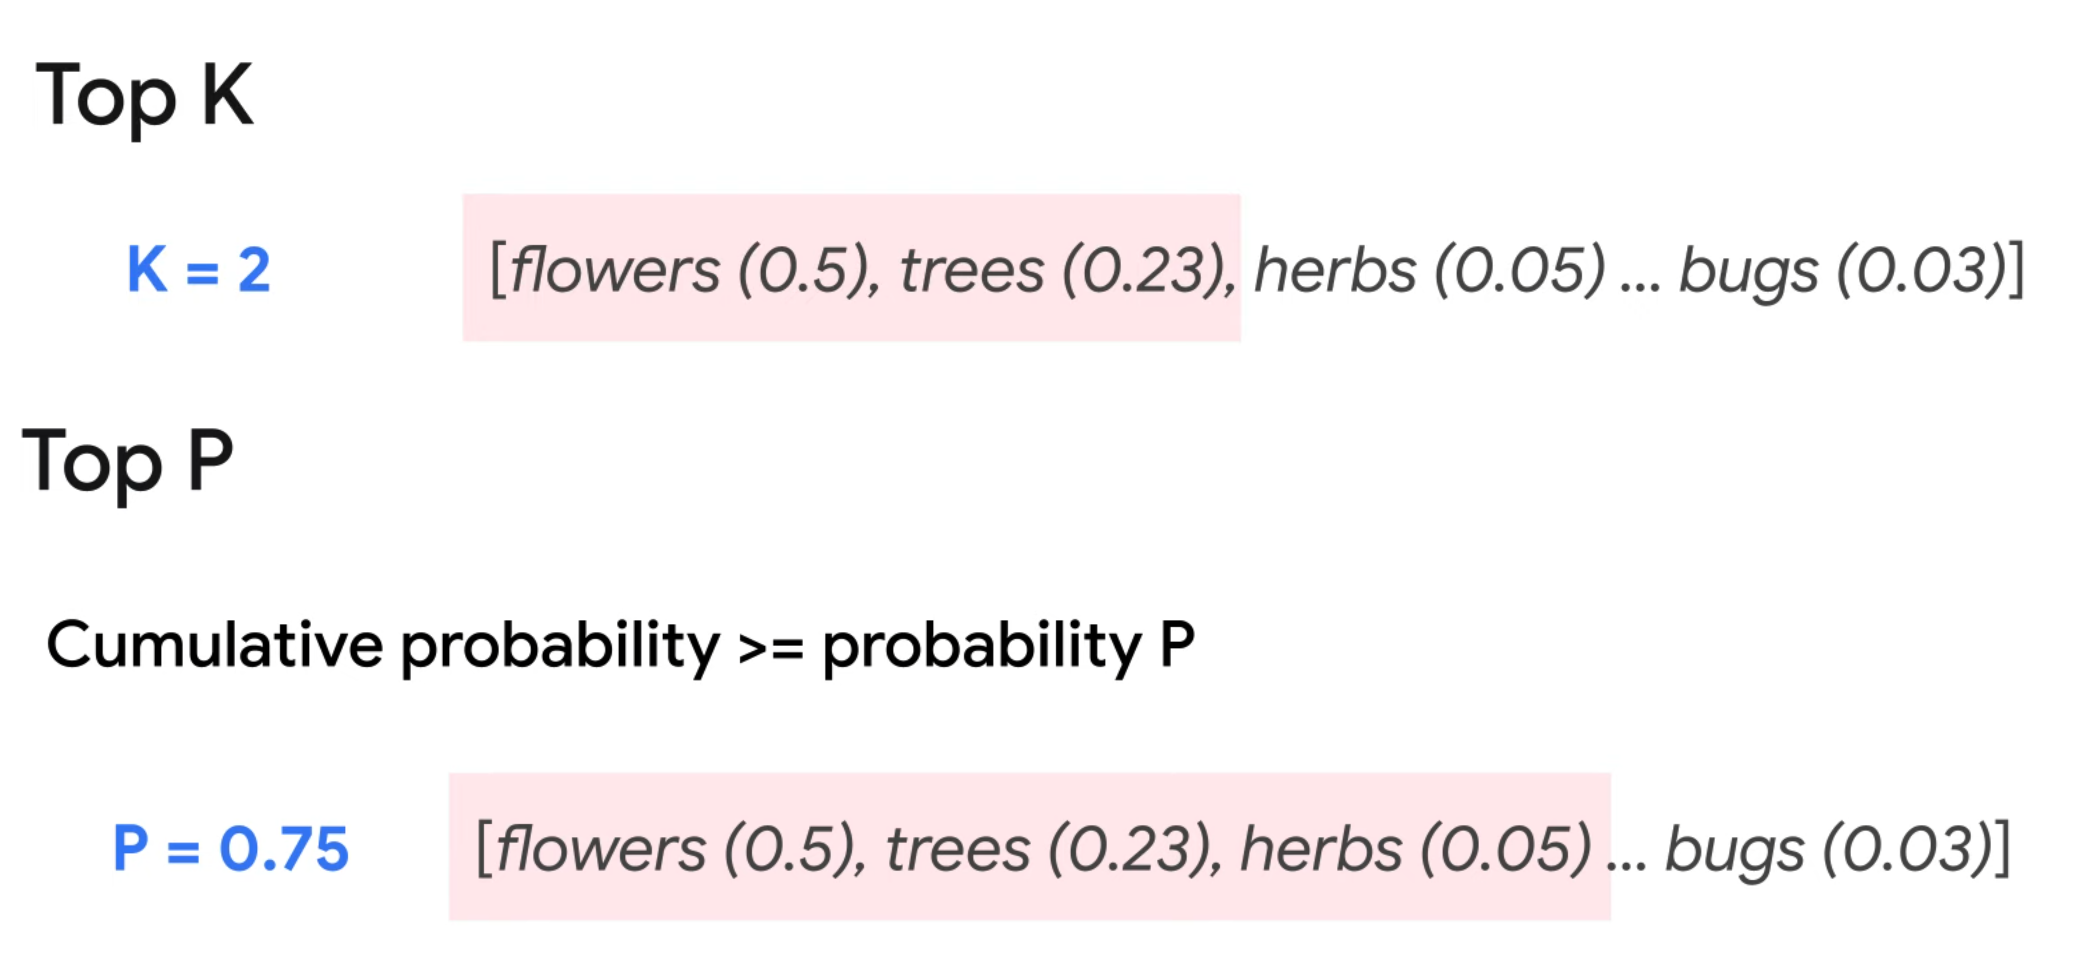 Top K
K = 2
[flowers (0.5), trees (0.23), herbs (0.05) ... bugs (0.03)]
Top P
Cumulative probability >= probability P
P = 0.75
[flowers (0.5), trees (0.23), herbs (0.05) ... bugs (0.03)]